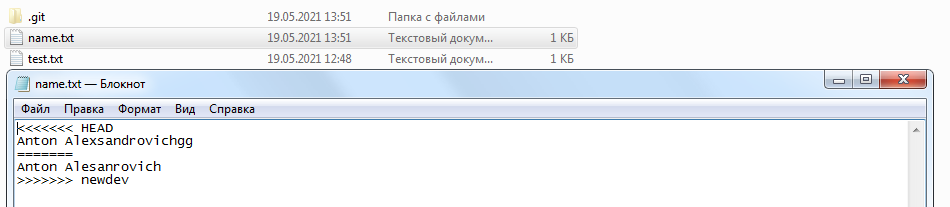 .git 19.05.2021 13:51 Папка с файлами
name.txt 19.05.2021 13:51 Текстовый докум... 1 КБ
test.txt 19.05.2021 12:48 Текстовый докум... 1 КБ
name.txt — Блокнот
Файл Правка Формат Вид Справка
<<<<<<< HEAD
Anton Alexsandrovichgg
=======
Anton Alesanrovich
>>>>>>> newdev